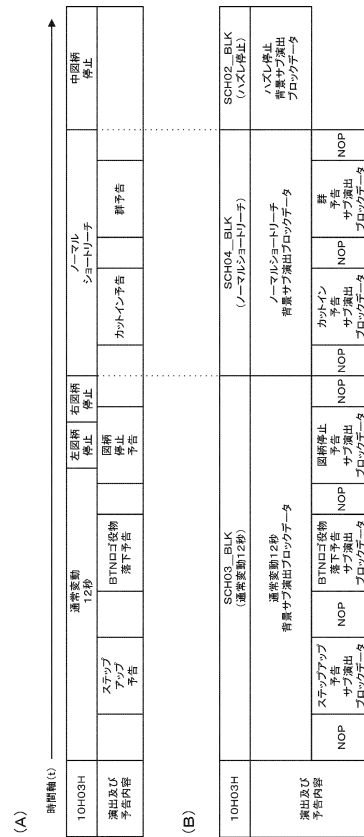 (A)
時間軸(t)
10H03H
通常変動
12秒
左図柄
停止
右図柄
停止
ノーマル
ショートリーチ
中図柄
停止
演出及び
予告内容
ステップ
アップ
予告
BTNロゴ役物
落下予告
図柄
停止
予告
カットイン予告
群予告
(B)
10H03H
SCH03_BLK
(通常変動12秒)
SCH04_BLK
(ノーマルショートリーチ)
SCH02_BLK
(ハズレ停止)
演出及び
予告内容
通常変動12秒
背景サブ演出ブロックデータ
ノーマルショートリーチ
背景サブ演出ブロックデータ
ハズレ停止
背景サブ演出
ブロックデータ
NOP
ステップアップ
予告
サブ演出
ブロックデータ
NOP
BTNロゴ役物
落下予告
サブ演出
ブロックデータ
NOP
図柄停止
予告
サブ演出
ブロックデータ
NOP
NOP
カットイン
予告
サブ演出
ブロックデータ
NOP
群
予告
サブ演出
ブロックデータ
NOP